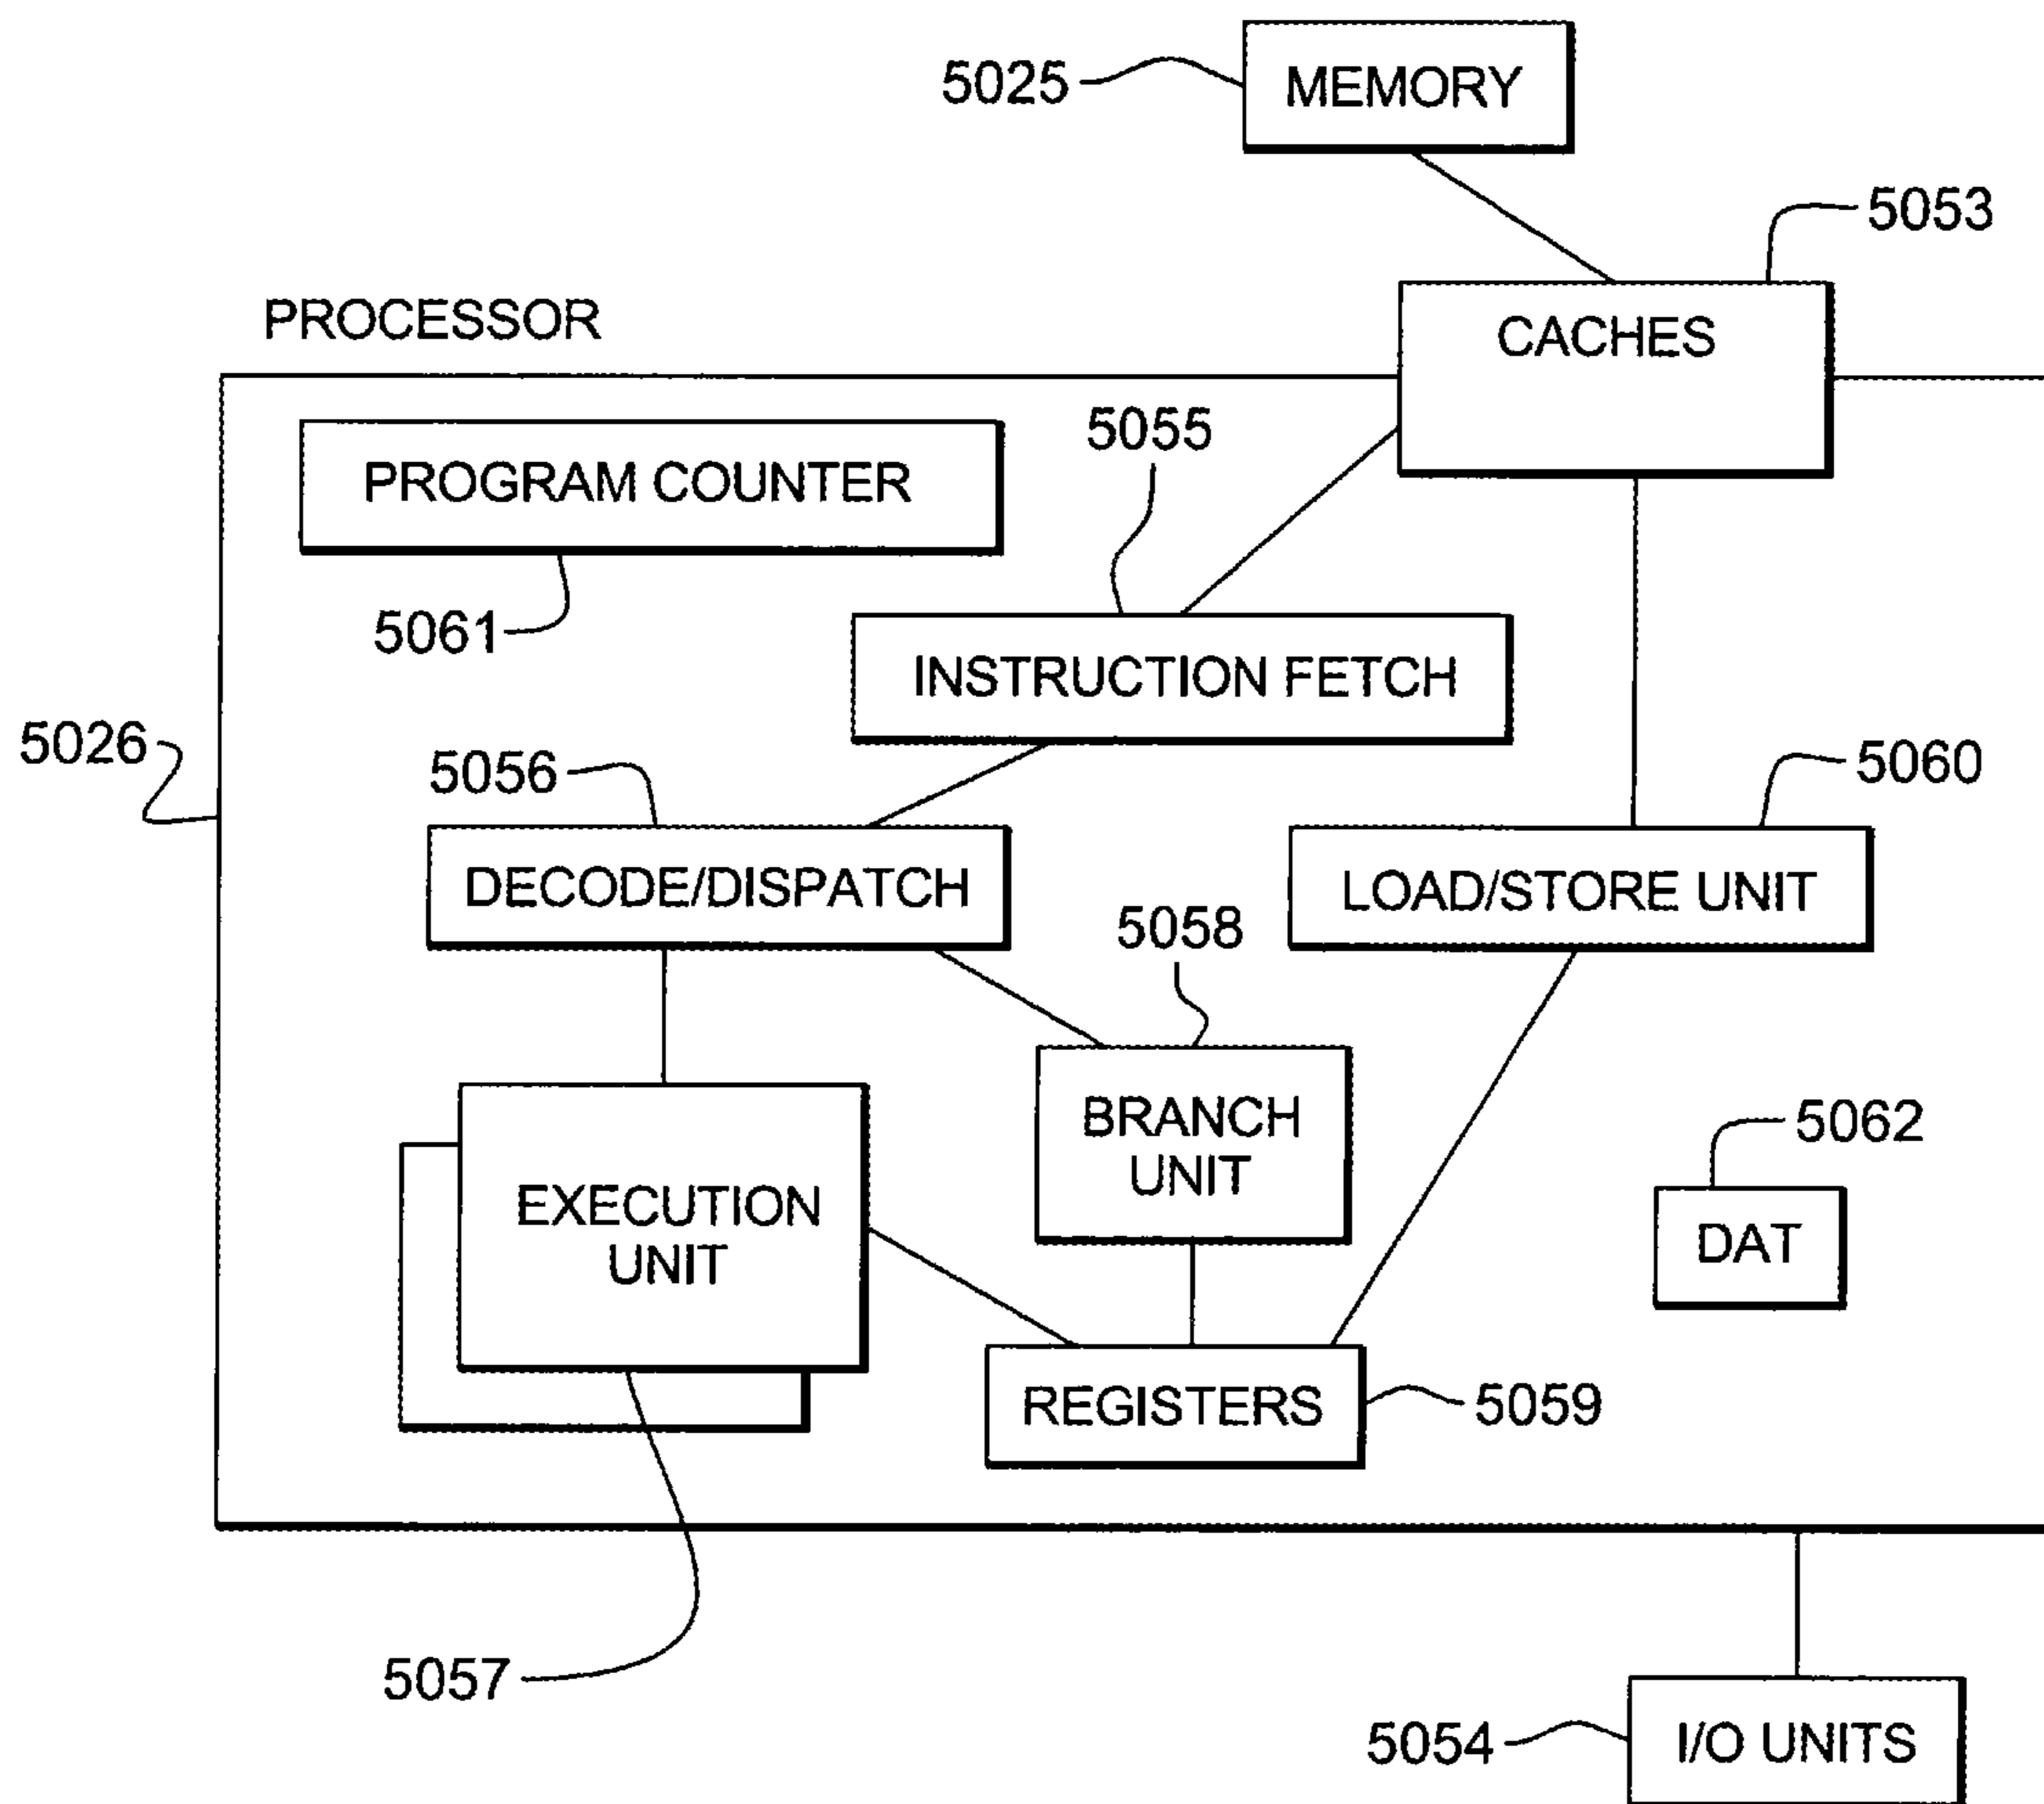 5025
MEMORY
5053
PROCESSOR
CACHES
5055
PROGRAM COUNTER
5061
INSTRUCTION FETCH
5026
5056
5060
DECODE/DISPATCH
LOAD/STORE UNIT
5058
BRANCH
UNIT
5062
EXECUTION
UNIT
DAT
REGISTERS
5059
5057
5054
I/O UNITS